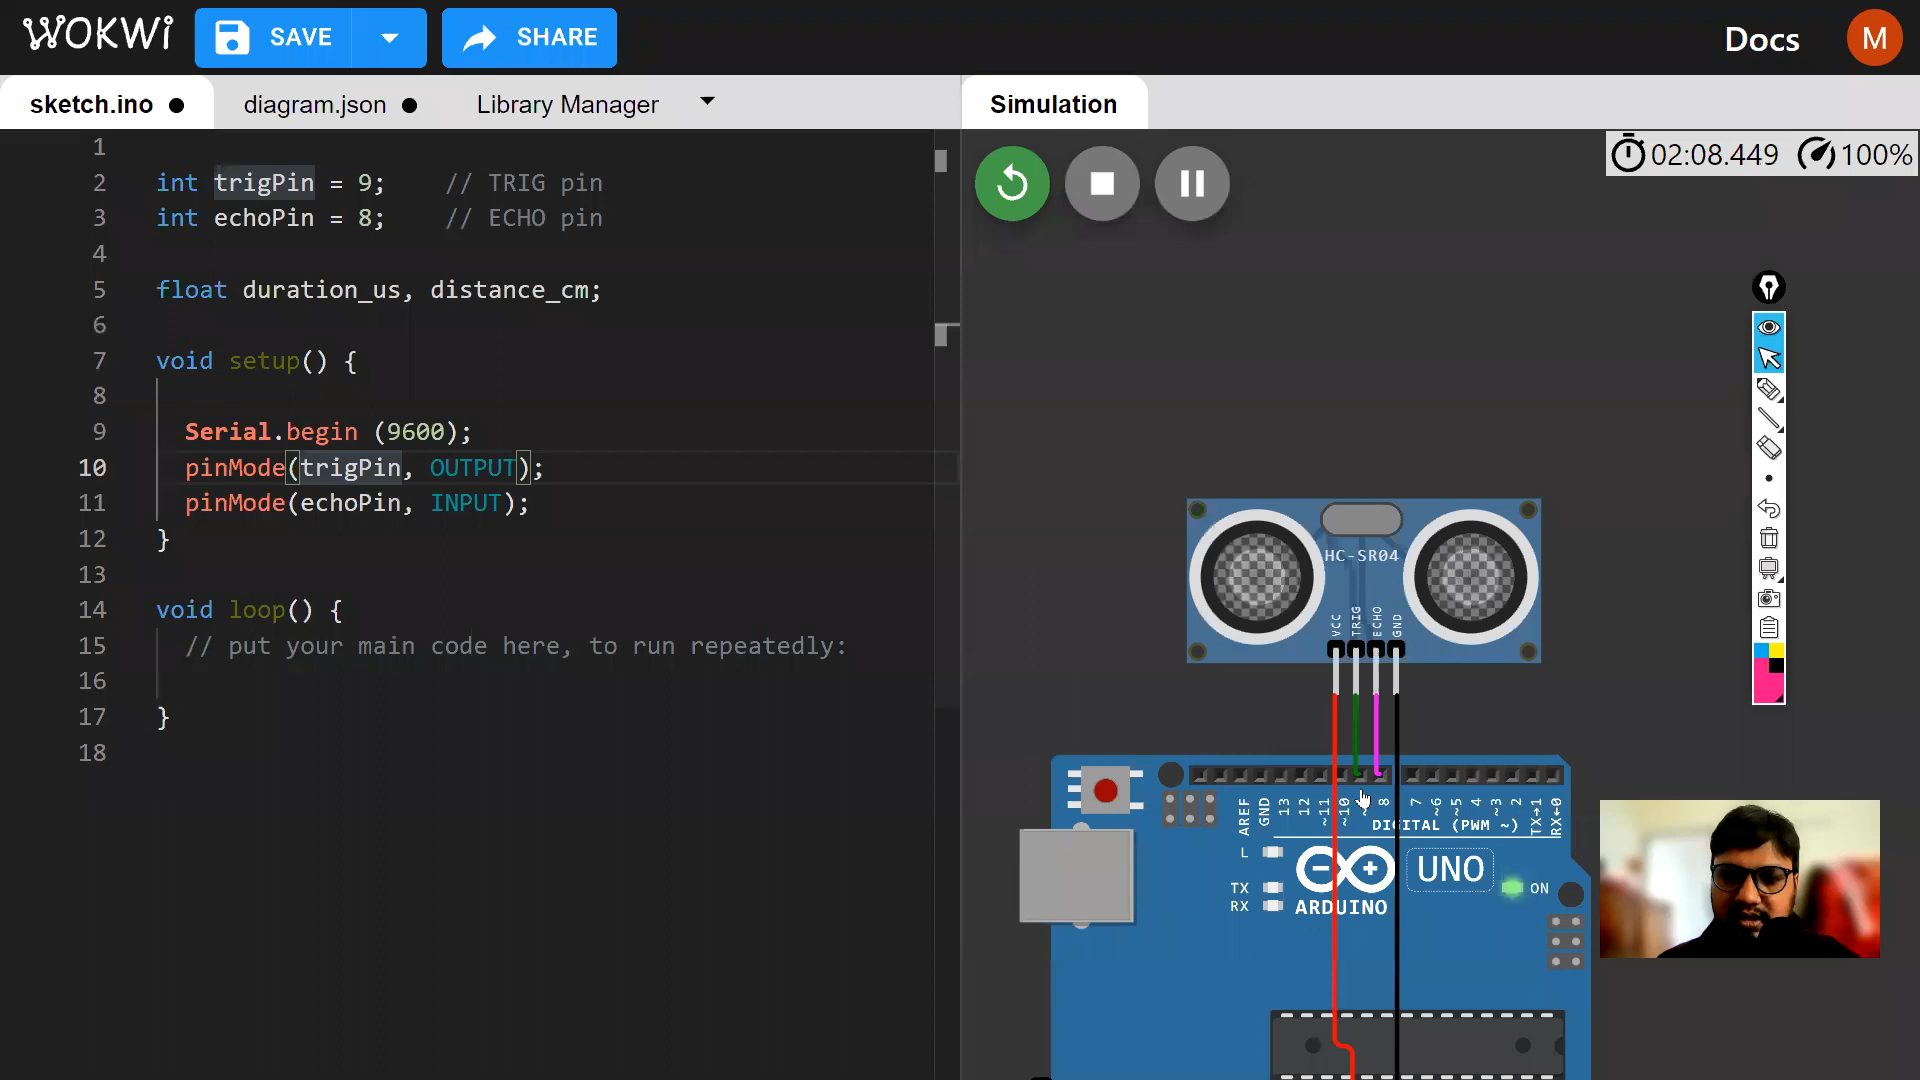 WOKWi
SAVE
SHARE
Docs
M
sketch.ino ●
diagram.json ●
Library Manager
Simulation
02:08.449
100%
1
2 int trigPin = 9;    // TRIG pin
3 int echoPin = 8;    // ECHO pin
4
5 float duration_us, distance_cm;
6
7 void setup() {
8
9 Serial.begin (9600);
10 pinMode(trigPin, OUTPUT);
11 pinMode(echoPin, INPUT);
12 }
13
14 void loop() {
15 // put your main code here, to run repeatedly:
16
17 }
18
HC-SR04
VCC
TRIG
ECHO
GND
AREF
GND
13
12
~11
~10
8
7
~6
~5
4
~3
2
TX→1
RX←0
DIGITAL (PWM ~)
L
TX
RX
ARDUINO
UNO
ON